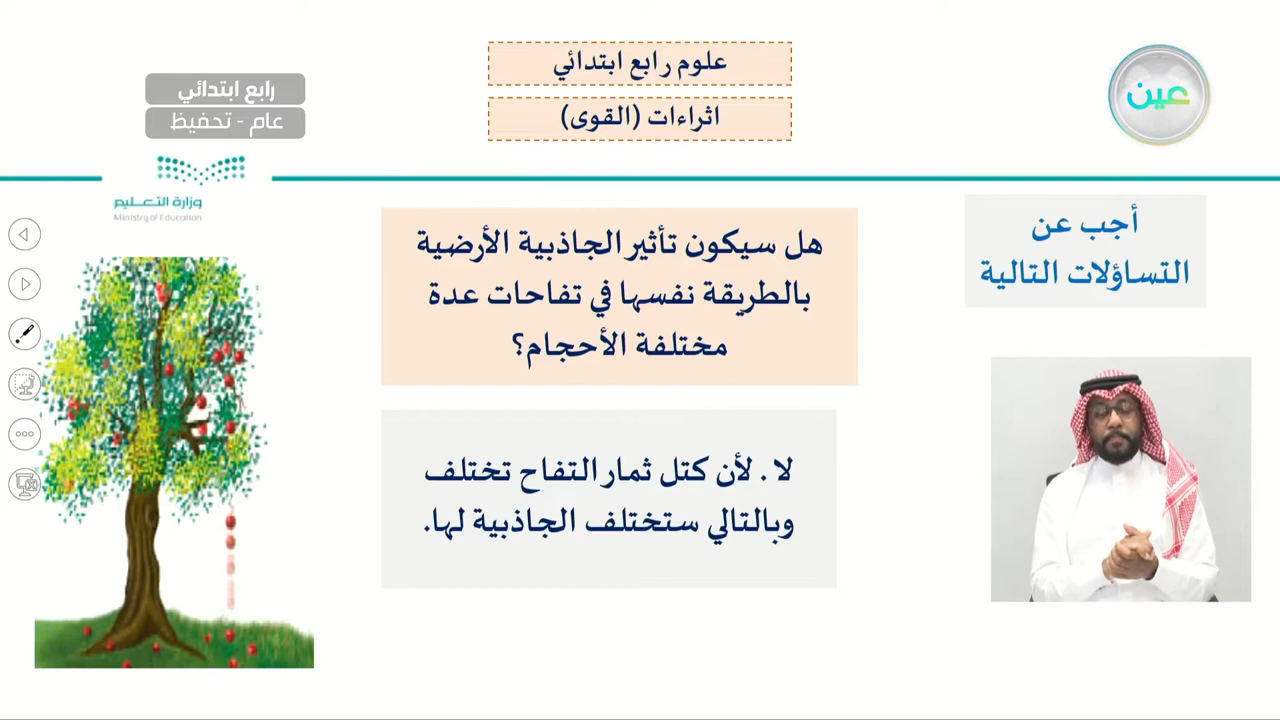 علوم رابع ابتدائي
اثراءات (القوى)
عين
رابع ابتدائي
عام - تحفيظ
وزارة التعـــليم
Ministry of Education
أجب عن
التساؤلات التالية
هل سيكون تأثير الجاذبية الأرضية
بالطريقة نفسها في تفاحات عدة
مختلفة الأحجام؟
لا . لأن كتل ثمار التفاح تختلف
وبالتالي ستختلف الجاذبية لها.